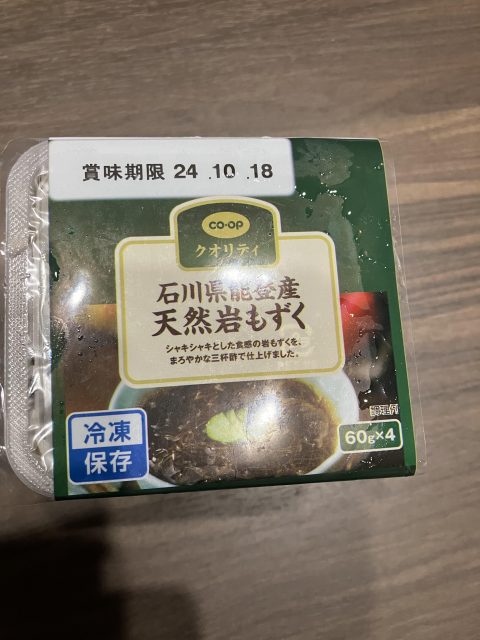 賞味期限 24.10.18
CO·OP
クオリティ
石川県能登産
天然岩もずく
シャキシャキとした食感の岩もずくを、
まろやかな三杯酢で仕上げました。
調理例
冷凍
保存
60g×4